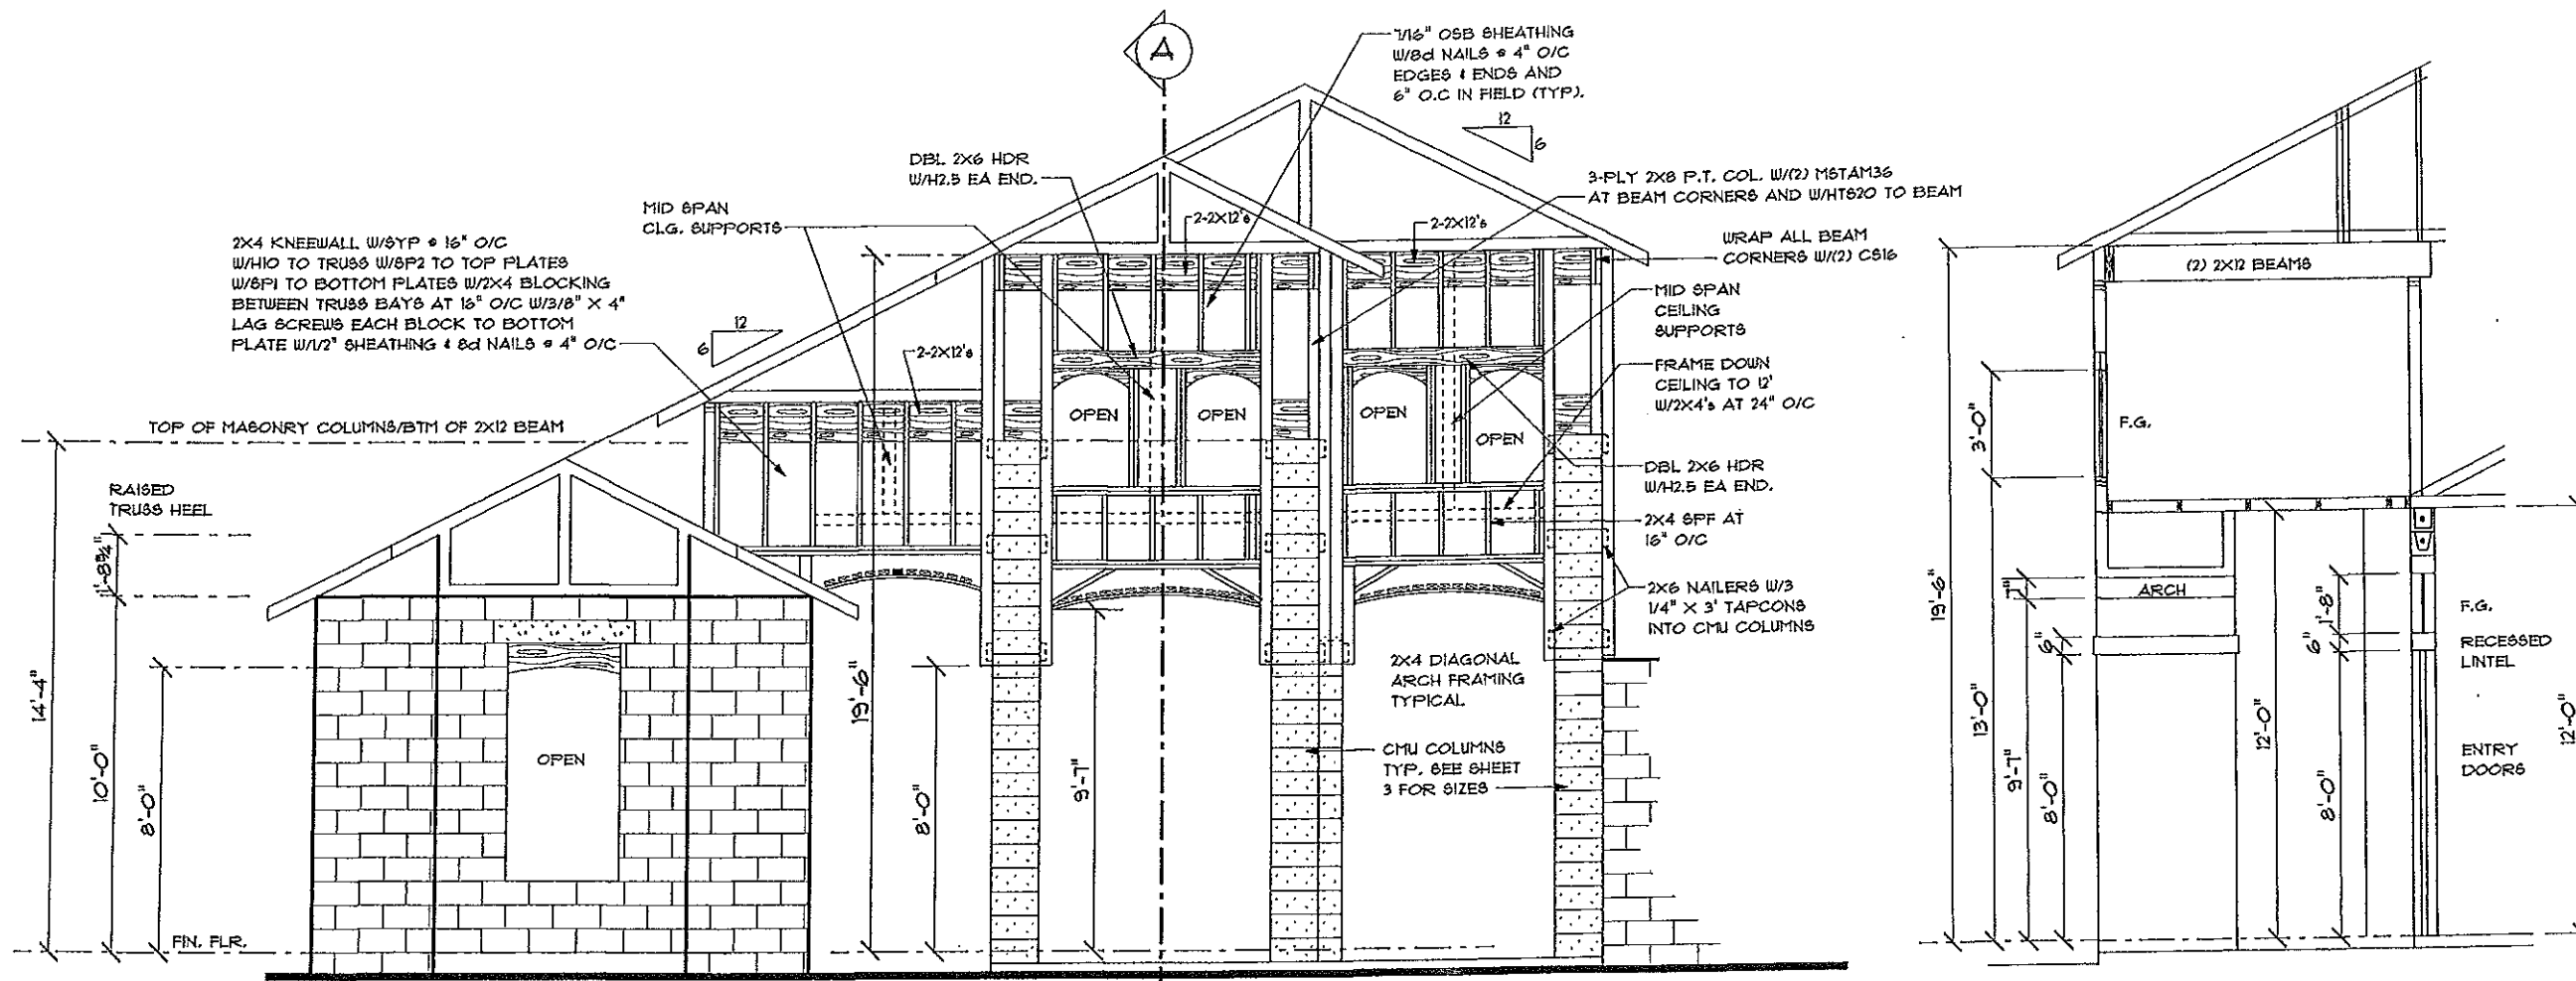 A
7/16" OSB SHEATHING
W/8d NAILS @ 4" O/C
EDGES & ENDS AND
6" O.C IN FIELD (TYP).
12
6
DBL 2X6 HDR
W/H2.5 EA END.
2-2X12's
2-2X12's
3-PLY 2X8 P.T. COL. W/(2) MSTAM36
AT BEAM CORNERS AND W/HTS20 TO BEAM
MID SPAN
CLG. SUPPORTS
WRAP ALL BEAM
CORNERS W/(2) CS16
2X4 KNEEWALL W/SYP @ 16" O/C
W/H10 TO TRUSS W/SP2 TO TOP PLATES
W/SP1 TO BOTTOM PLATES W/2X4 BLOCKING
BETWEEN TRUSS BAYS AT 16" O/C W/3/8" X 4"
LAG SCREWS EACH BLOCK TO BOTTOM
PLATE W/1/2" SHEATHING & 8d NAILS @ 4" O/C
12
6
2-2X12's
MID SPAN
CEILING
SUPPORTS
FRAME DOWN
CEILING TO 12'
W/2X4's AT 24" O/C
TOP OF MASONRY COLUMNS/BTM OF 2X12 BEAM
OPEN
OPEN
OPEN
OPEN
DBL 2X6 HDR
W/H2.5 EA END.
RAISED
TRUSS HEEL
2X4 SPF AT
16" O/C
2X6 NAILERS W/3
1/4" X 3' TAPCONS
INTO CMU COLUMNS
2X4 DIAGONAL
ARCH FRAMING
TYPICAL
CMU COLUMNS
TYP. SEE SHEET
3 FOR SIZES
OPEN
FIN. FLR.
14'-4"
1'-8 3/4"
10'-0"
8'-0"
19'-6"
8'-0"
9'-7"
(2) 2X12 BEAMS
F.G.
ARCH
F.G.
RECESSED
LINTEL
ENTRY
DOORS
19'-6"
3'-0"
13'-0"
7"
9'-7"
6"
8'-0"
12'-0"
1'-8"
6"
8'-0"
12'-0"